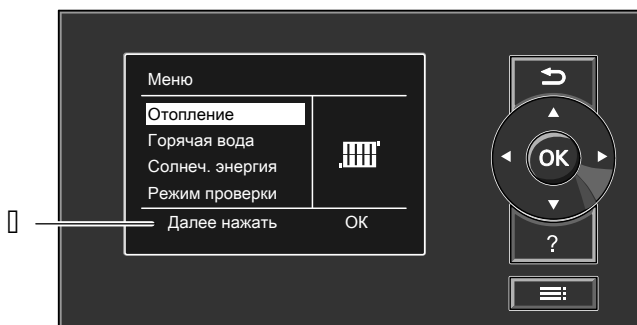 Меню
Отопление
Горячая вода
Солнеч. энергия
Режим проверки
Далее нажать OK
OK
?